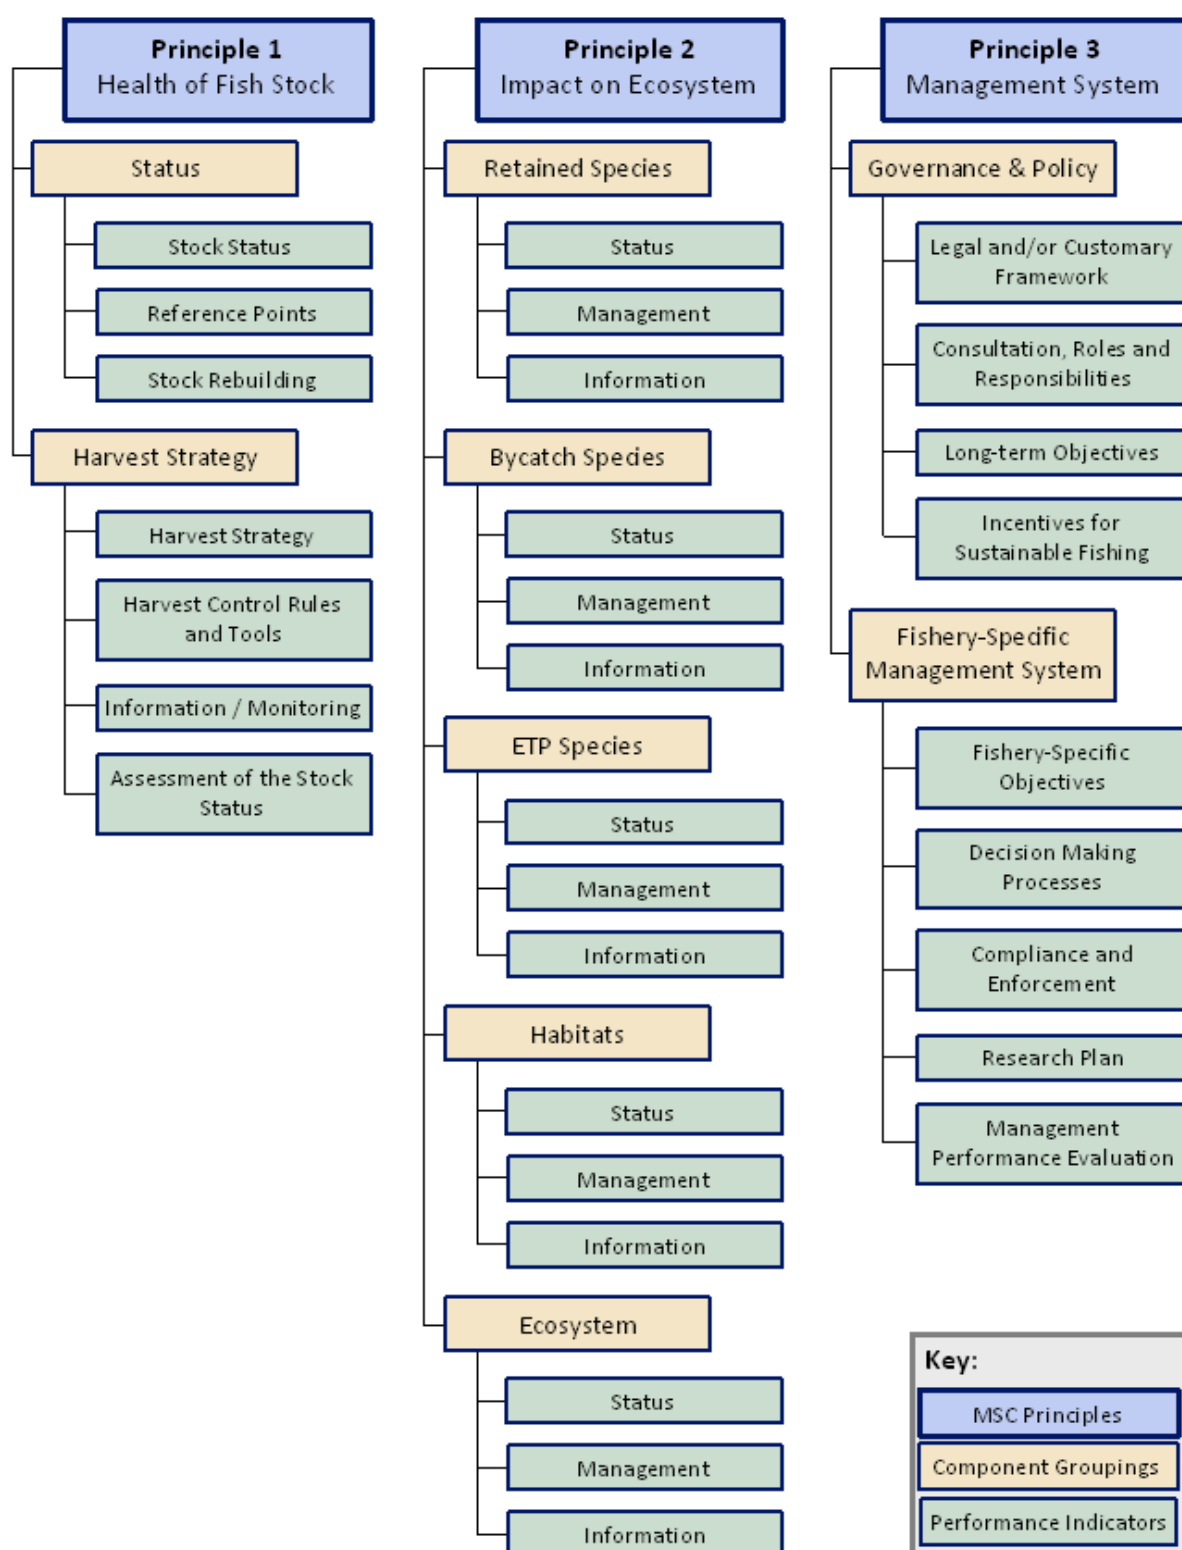 Principle 1
Health of Fish Stock
Status
Stock Status
Reference Points
Stock Rebuilding
Harvest Strategy
Harvest Strategy
Harvest Control Rules
and Tools
Information / Monitoring
Assessment of the Stock
Status
Principle 2
Impact on Ecosystem
Retained Species
Status
Management
Information
Bycatch Species
Status
Management
Information
ETP Species
Status
Management
Information
Habitats
Status
Management
Information
Ecosystem
Status
Management
Information
Principle 3
Management System
Governance & Policy
Legal and/or Customary
Framework
Consultation, Roles and
Responsibilities
Long-term Objectives
Incentives for
Sustainable Fishing
Fishery-Specific
Management System
Fishery-Specific
Objectives
Decision Making
Processes
Compliance and
Enforcement
Research Plan
Management
Performance Evaluation
Key:
MSC Principles
Component Groupings
Performance Indicators